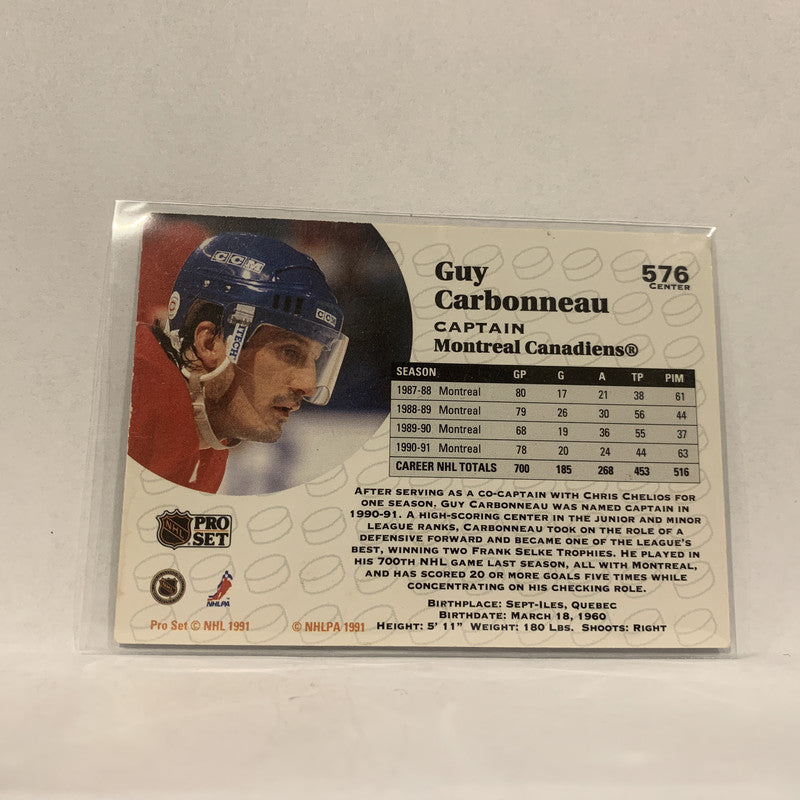 CCM
CCM
ITECH
Guy
Carbonneau
576
CENTER
CAPTAIN
Montreal Canadiens®
SEASON GP G A TP PIM
1987-88 Montreal 80 17 21 38 61
1988-89 Montreal 79 26 30 56 44
1989-90 Montreal 68 19 36 55 37
1990-91 Montreal 78 20 24 44 63
CAREER NHL TOTALS 700 185 268 453 516
AFTER SERVING AS A CO-CAPTAIN WITH CHRIS CHELIOS FOR
ONE SEASON, GUY CARBONNEAU WAS NAMED CAPTAIN IN
1990-91. A HIGH-SCORING CENTER IN THE JUNIOR AND MINOR
LEAGUE RANKS, CARBONNEAU TOOK ON THE ROLE OF A
DEFENSIVE FORWARD AND BECAME ONE OF THE LEAGUE'S
BEST, WINNING TWO FRANK SELKE TROPHIES. HE PLAYED IN
HIS 700TH NHL GAME LAST SEASON, ALL WITH MONTREAL,
AND HAS SCORED 20 OR MORE GOALS FIVE TIMES WHILE
CONCENTRATING ON HIS CHECKING ROLE.
BIRTHPLACE: SEPT-ILES, QUEBEC
BIRTHDATE: MARCH 18, 1960
HEIGHT: 5' 11" WEIGHT: 180 LBS. SHOOTS: RIGHT
NHL
PRO
SET
NHLPA
Pro Set © NHL 1991
© NHLPA 1991